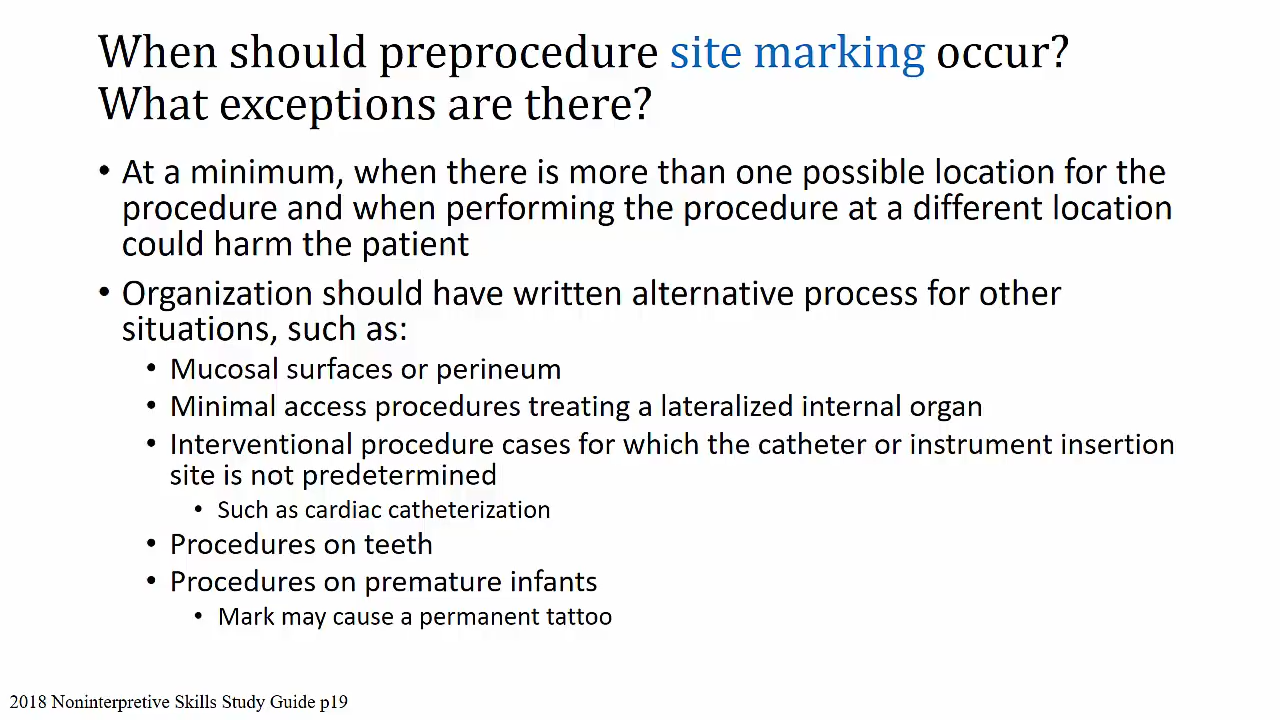 When should preprocedure site marking occur?
What exceptions are there?
• At a minimum, when there is more than one possible location for the
procedure and when performing the procedure at a different location
could harm the patient
• Organization should have written alternative process for other
situations, such as:
• Mucosal surfaces or perineum
• Minimal access procedures treating a lateralized internal organ
• Interventional procedure cases for which the catheter or instrument insertion
site is not predetermined
• Such as cardiac catheterization
• Procedures on teeth
• Procedures on premature infants
• Mark may cause a permanent tattoo
2018 Noninterpretive Skills Study Guide p19